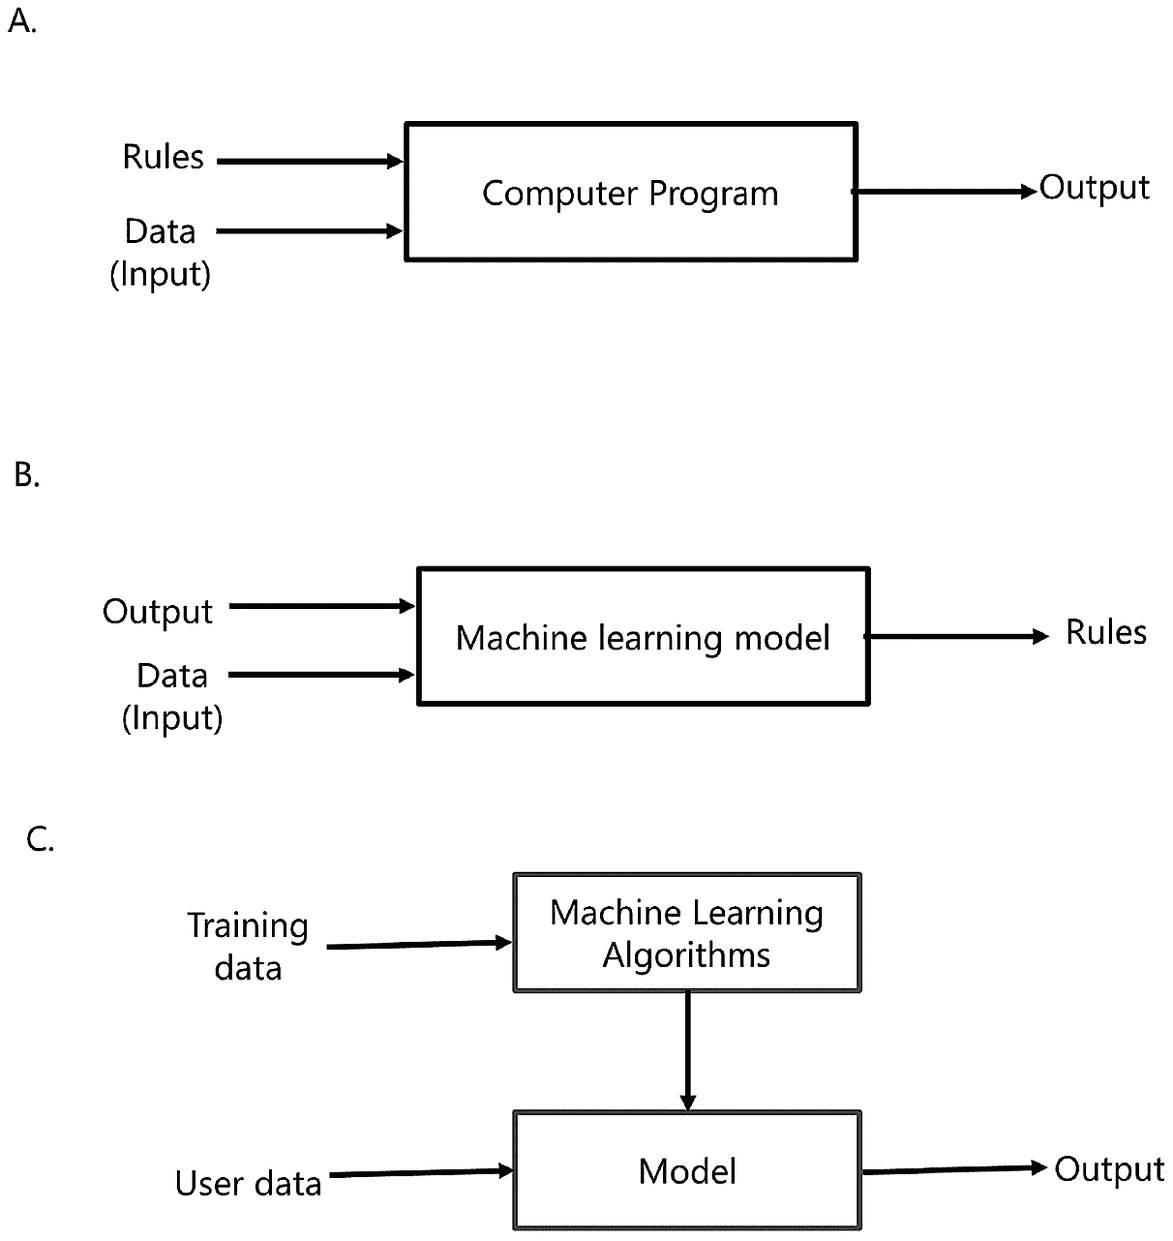 A.
Rules
Data
(Input)
Computer Program
Output
B.
Output
Data
(Input)
Machine learning model
Rules
C.
Training
data
Machine Learning
Algorithms
User data
Model
Output